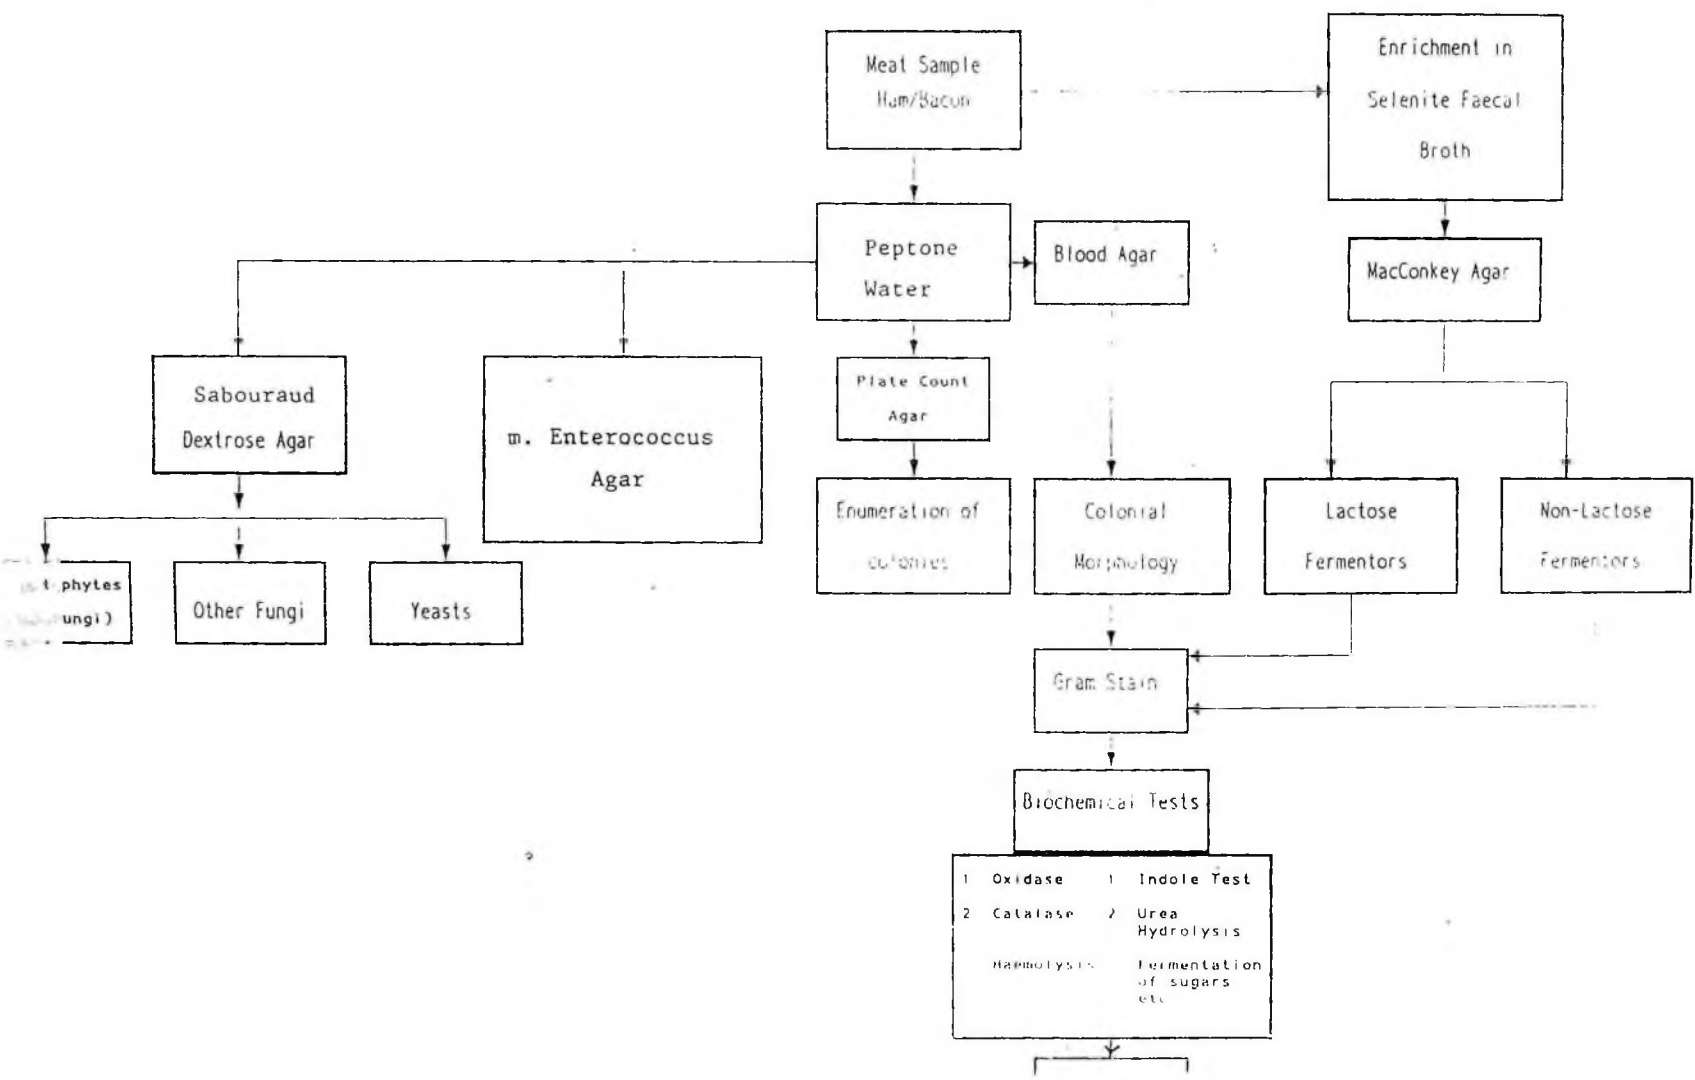 Meat Sample
Ham/Bacon
Enrichment in
Selenite Faecal
Broth
Peptone
Water
Blood Agar
MacConkey Agar
Sabouraud
Dextrose Agar
m. Enterococcus
Agar
Plate Count
Agar
Enumeration of
colonies
Colonial
Morphology
Lactose
Fermentors
Non-Lactose
Fermentors
phytes
ungi)
Other Fungi
Yeasts
Gram Stain
Biochemical Tests
1 Oxidase
2 Catalase
Haemolysis
1 Indole Test
2 Urea
Hydrolysis
Fermentation
of sugars
etc